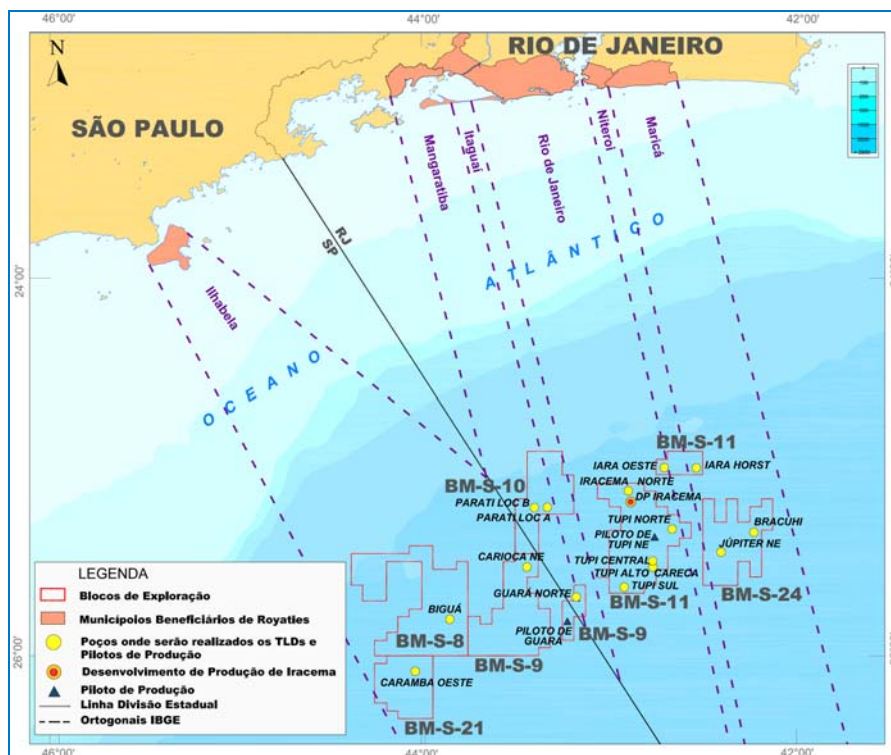 46°00' 44°00' 42°00'
N
RIO DE JANEIRO
SÃO PAULO
Mangaratiba
Itaguaí
Rio de Janeiro
Niteroi
Maricá
RJ
SP
Ilhabela
OCEANO
ATLÂNTICO
24°00'
BM-S-11
IARA OESTE
IARA HORST
IRACEMA NORTE
DP IRACEMA
BM-S-10
PARATI LOC B
PARATI LOC A
TUPI NORTE
PILOTO DE
TUPI NE
BRACUHI
JÚPITER NE
CARIOCA NE
TUPI CENTRAL
TUPI ALTO CARECA
TUPI SUL
GUARÁ NORTE
BM-S-11
BM-S-24
BIGUÁ
BM-S-8
PILOTO DE
GUARÁ
BM-S-9
BM-S-9
26°00'
CARAMBA OESTE
BM-S-21
LEGENDA
Blocos de Exploração
Municípoios Beneficiários de Royaties
Poços onde serão realizados os TLDs e
Pilotos de Produção
Desenvolvimento de Produção de Iracema
Piloto de Produção
Linha Divisão Estadual
Ortogonais IBGE
44°00' 42°00'